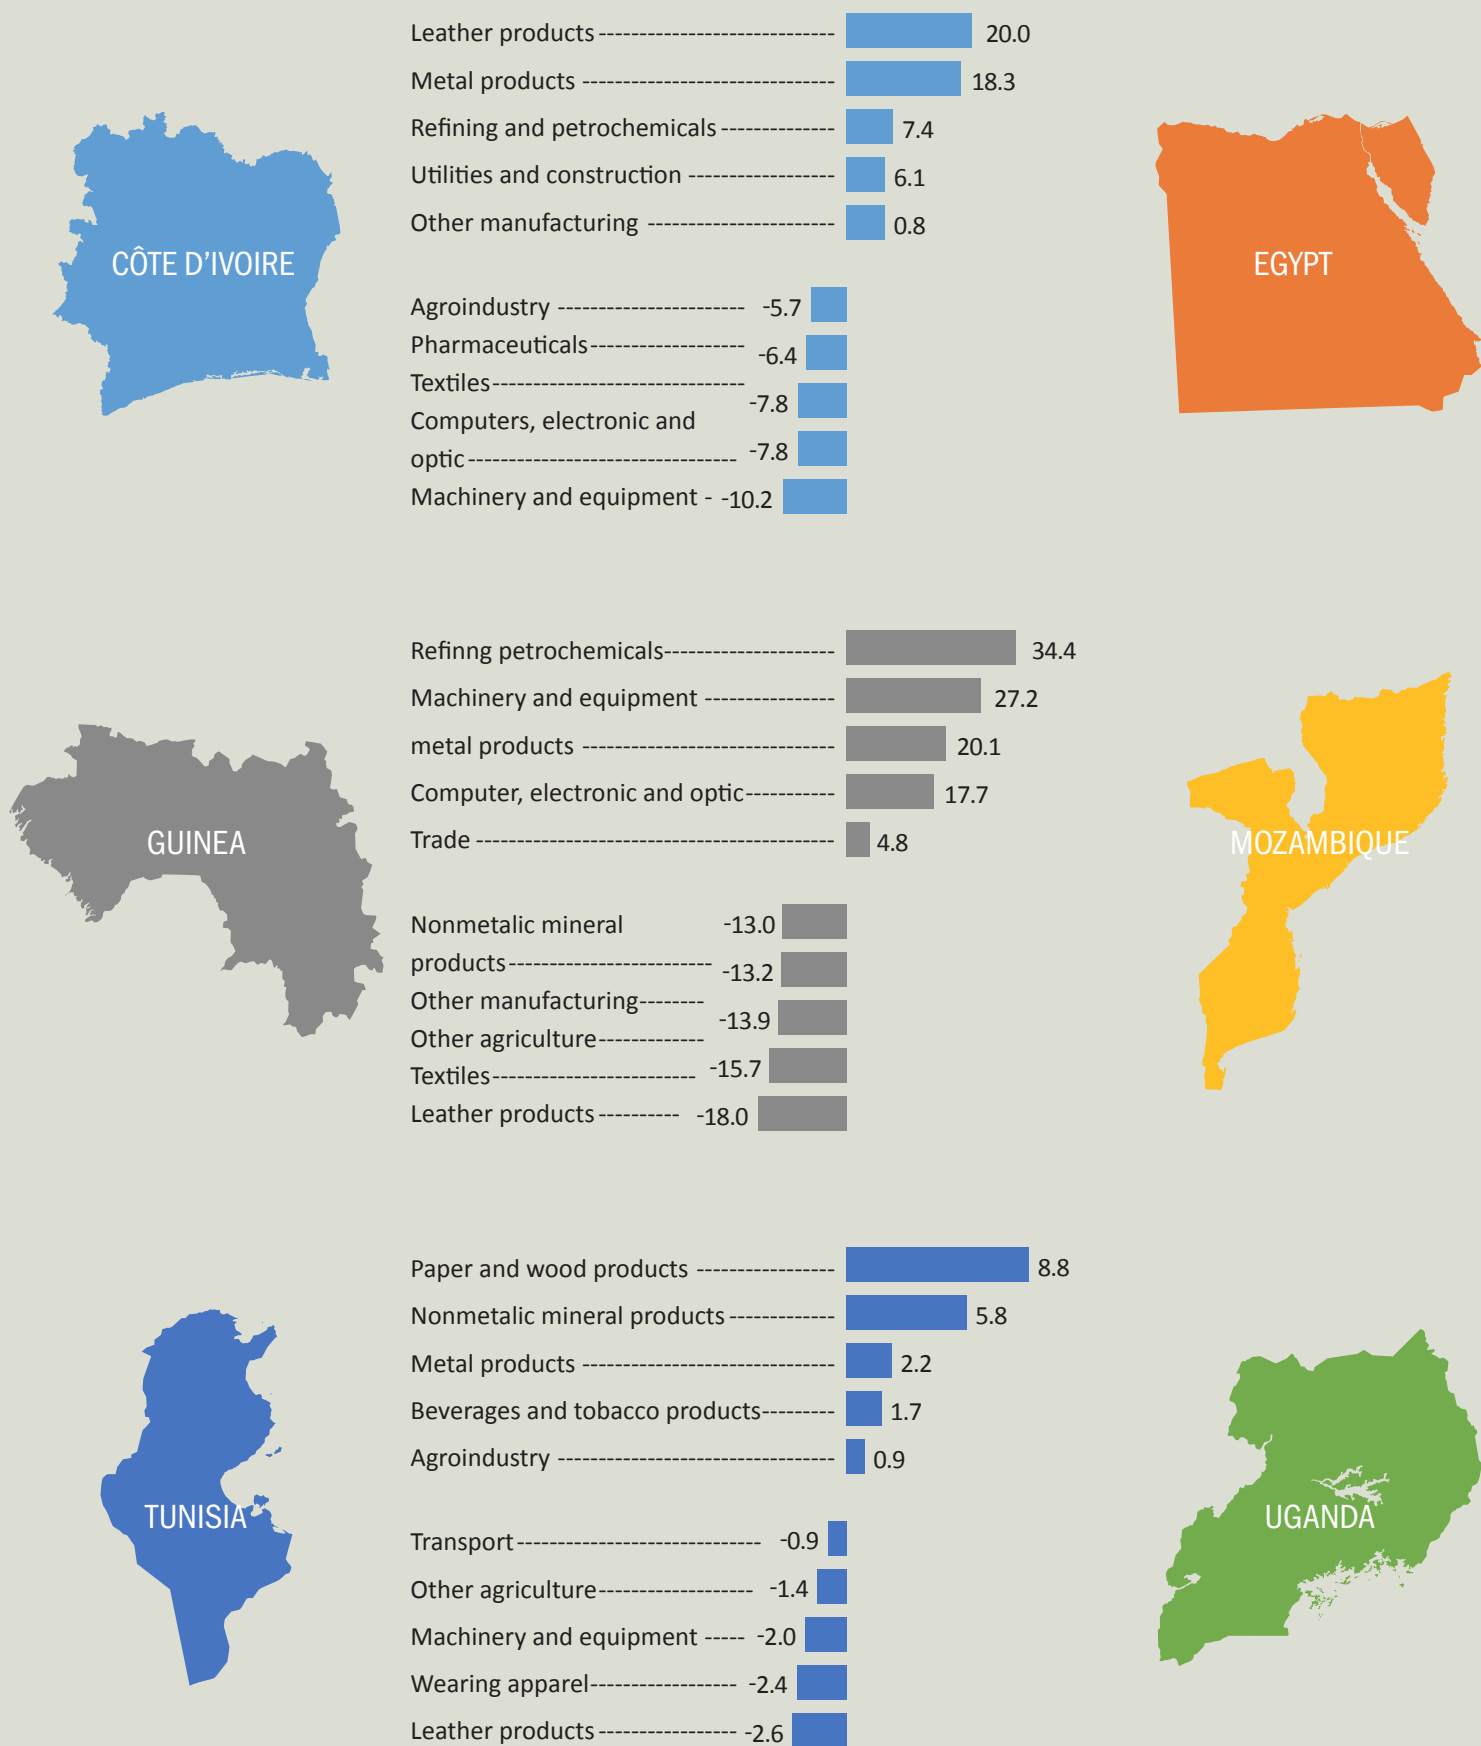 Leather products 20.0
Metal products 18.3
Refining and petrochemicals 7.4
Utilities and construction 6.1
Other manufacturing 0.8
CÔTE D'IVOIRE
EGYPT
Agroindustry -5.7
Pharmaceuticals -6.4
Textiles -7.8
Computers, electronic and
optic -7.8
Machinery and equipment -10.2
Refinng petrochemicals 34.4
Machinery and equipment 27.2
metal products 20.1
Computer, electronic and optic 17.7
Trade 4.8
GUINEA
MOZAMBIQUE
Nonmetalic mineral -13.0
products -13.2
Other manufacturing -13.9
Other agriculture
Textiles -15.7
Leather products -18.0
Paper and wood products 8.8
Nonmetalic mineral products 5.8
Metal products 2.2
Beverages and tobacco products 1.7
Agroindustry 0.9
TUNISIA
UGANDA
Transport -0.9
Other agriculture -1.4
Machinery and equipment -2.0
Wearing apparel -2.4
Leather products -2.6